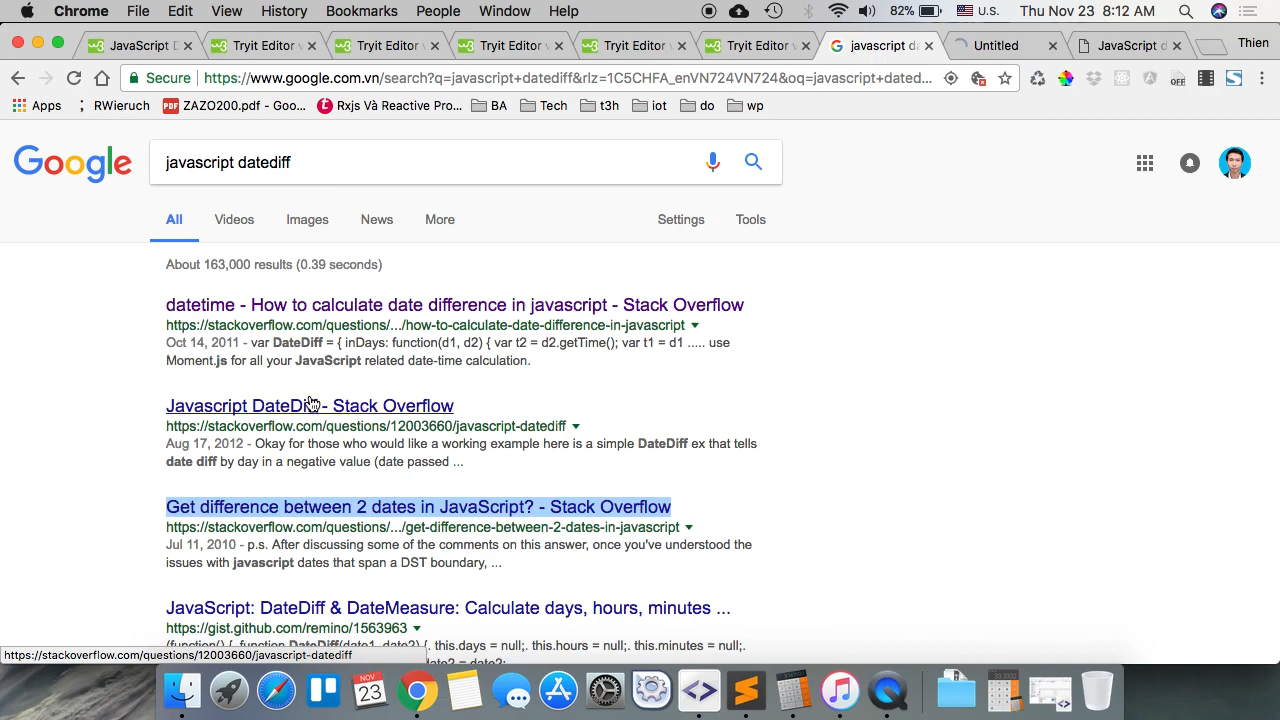 Chrome File Edit View History Bookmarks People Window Help 82% U.S. Thu Nov 23 8:12 AM
JavaScript D Tryit Editor v Tryit Editor v Tryit Editor v Tryit Editor v Tryit Editor v javascript da Untitled JavaScript d Thien
Secure https://www.google.com.vn/search?q=javascript+datediff&rlz=1C5CHFA_enVN724VN724&oq=javascript+dated...
Apps RWieruch ZAZO200.pdf - Goo... Rxjs Và Reactive Pro... BA Tech t3h iot do wp
Google javascript datediff
All Videos Images News More Settings Tools
About 163,000 results (0.39 seconds)
datetime - How to calculate date difference in javascript - Stack Overflow
https://stackoverflow.com/questions/.../how-to-calculate-date-difference-in-javascript
Oct 14, 2011 - var DateDiff = { inDays: function(d1, d2) { var t2 = d2.getTime(); var t1 = d1 ..... use
Moment.js for all your JavaScript related date-time calculation.
Javascript DateDiff - Stack Overflow
https://stackoverflow.com/questions/12003660/javascript-datediff
Aug 17, 2012 - Okay for those who would like a working example here is a simple DateDiff ex that tells
date diff by day in a negative value (date passed ...
Get difference between 2 dates in JavaScript? - Stack Overflow
https://stackoverflow.com/questions/.../get-difference-between-2-dates-in-javascript
Jul 11, 2010 - p.s. After discussing some of the comments on this answer, once you've understood the
issues with javascript dates that span a DST boundary, ...
JavaScript: DateDiff & DateMeasure: Calculate days, hours, minutes ...
https://gist.github.com/remino/1563963
(function() { function DateDiff(date1, date2) { this.days = null; this.hours = null; this.minutes = null;
https://stackoverflow.com/questions/12003660/javascript-datediff
date2 = date2;
NOV
23